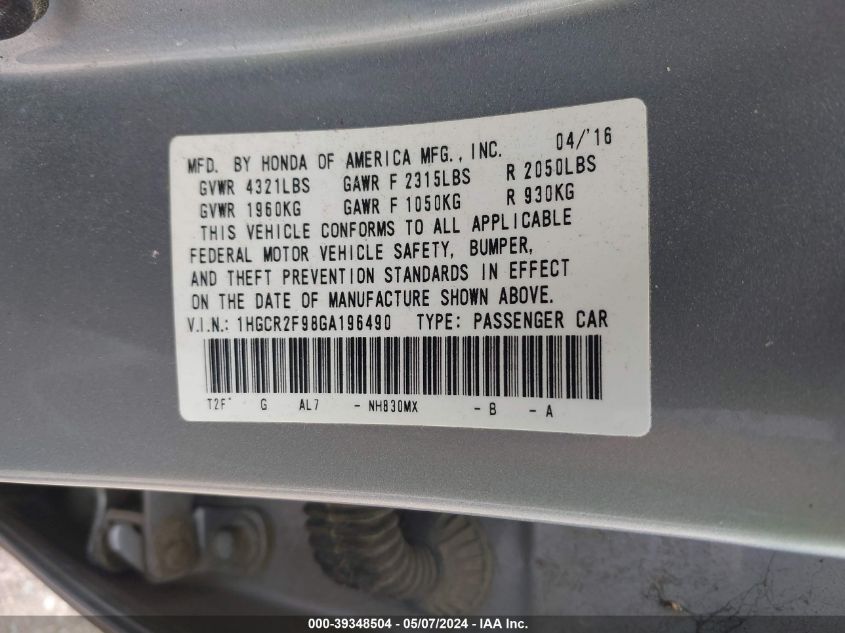 MFD. BY HONDA OF AMERICA MFG., INC. 04/'16
GVWR 4321LBS GAWR F 2315LBS R 2050LBS
GVWR 1960KG GAWR F 1050KG R 930KG
THIS VEHICLE CONFORMS TO ALL APPLICABLE
FEDERAL MOTOR VEHICLE SAFETY, BUMPER,
AND THEFT PREVENTION STANDARDS IN EFFECT
ON THE DATE OF MANUFACTURE SHOWN ABOVE.
V.I.N.: 1HGCR2F98GA196490 TYPE: PASSENGER CAR
T2F* G AL7 - NH830MX - B - A
000-39348504 - 05/07/2024 - IAA Inc.